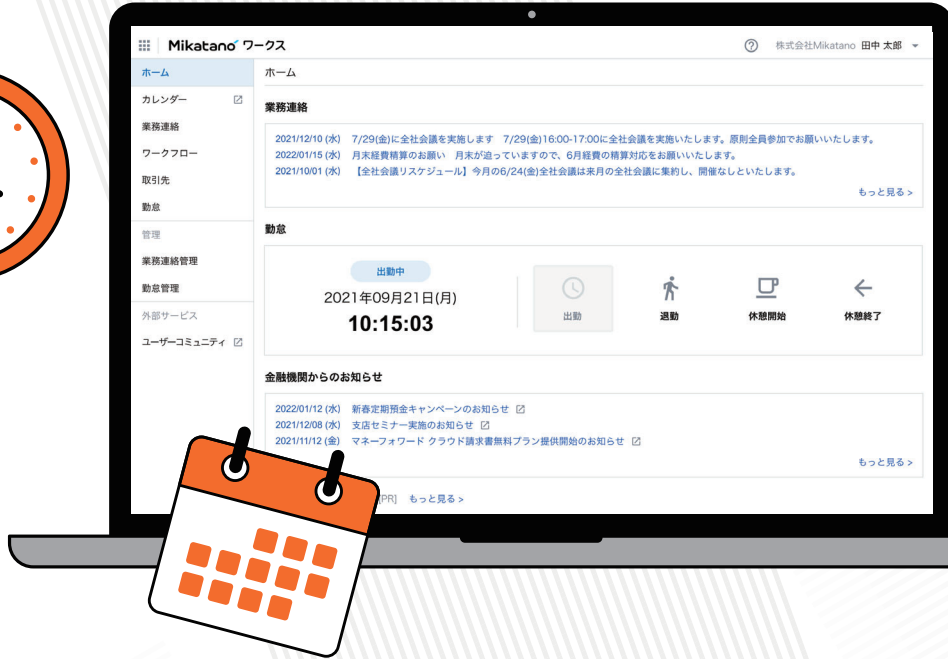 Mikatano ワークス
株式会社Mikatano 田中 太郎
ホーム
カレンダー
業務連絡
ワークフロー
取引先
勤怠
管理
業務連絡管理
勤怠管理
外部サービス
ユーザーコミュニティ
ホーム
業務連絡
2021/12/10 (水) 7/29(金)に全社会議を実施します 7/29(金)16:00-17:00に全社会議を実施いたします。原則全員参加でお願いいたします。
2022/01/15 (水) 月末経費精算のお願い 月末が迫っていますので、6月経費の精算対応をお願いいたします。
2021/10/01 (水) 【全社会議リスケジュール】今月の6/24(金)全社会議は来月の全社会議に集約し、開催なしといたします。
もっと見る >
勤怠
出勤中
2021年09月21日(月)
10:15:03
出勤
退勤
休憩開始
休憩終了
金融機関からのお知らせ
2022/01/12 (水) 新春定期預金キャンペーンのお知らせ
2021/12/08 (水) 支店セミナー実施のお知らせ
2021/11/12 (金) マネーフォワード クラウド請求書無料プラン提供開始のお知らせ
もっと見る >
[PR] もっと見る >